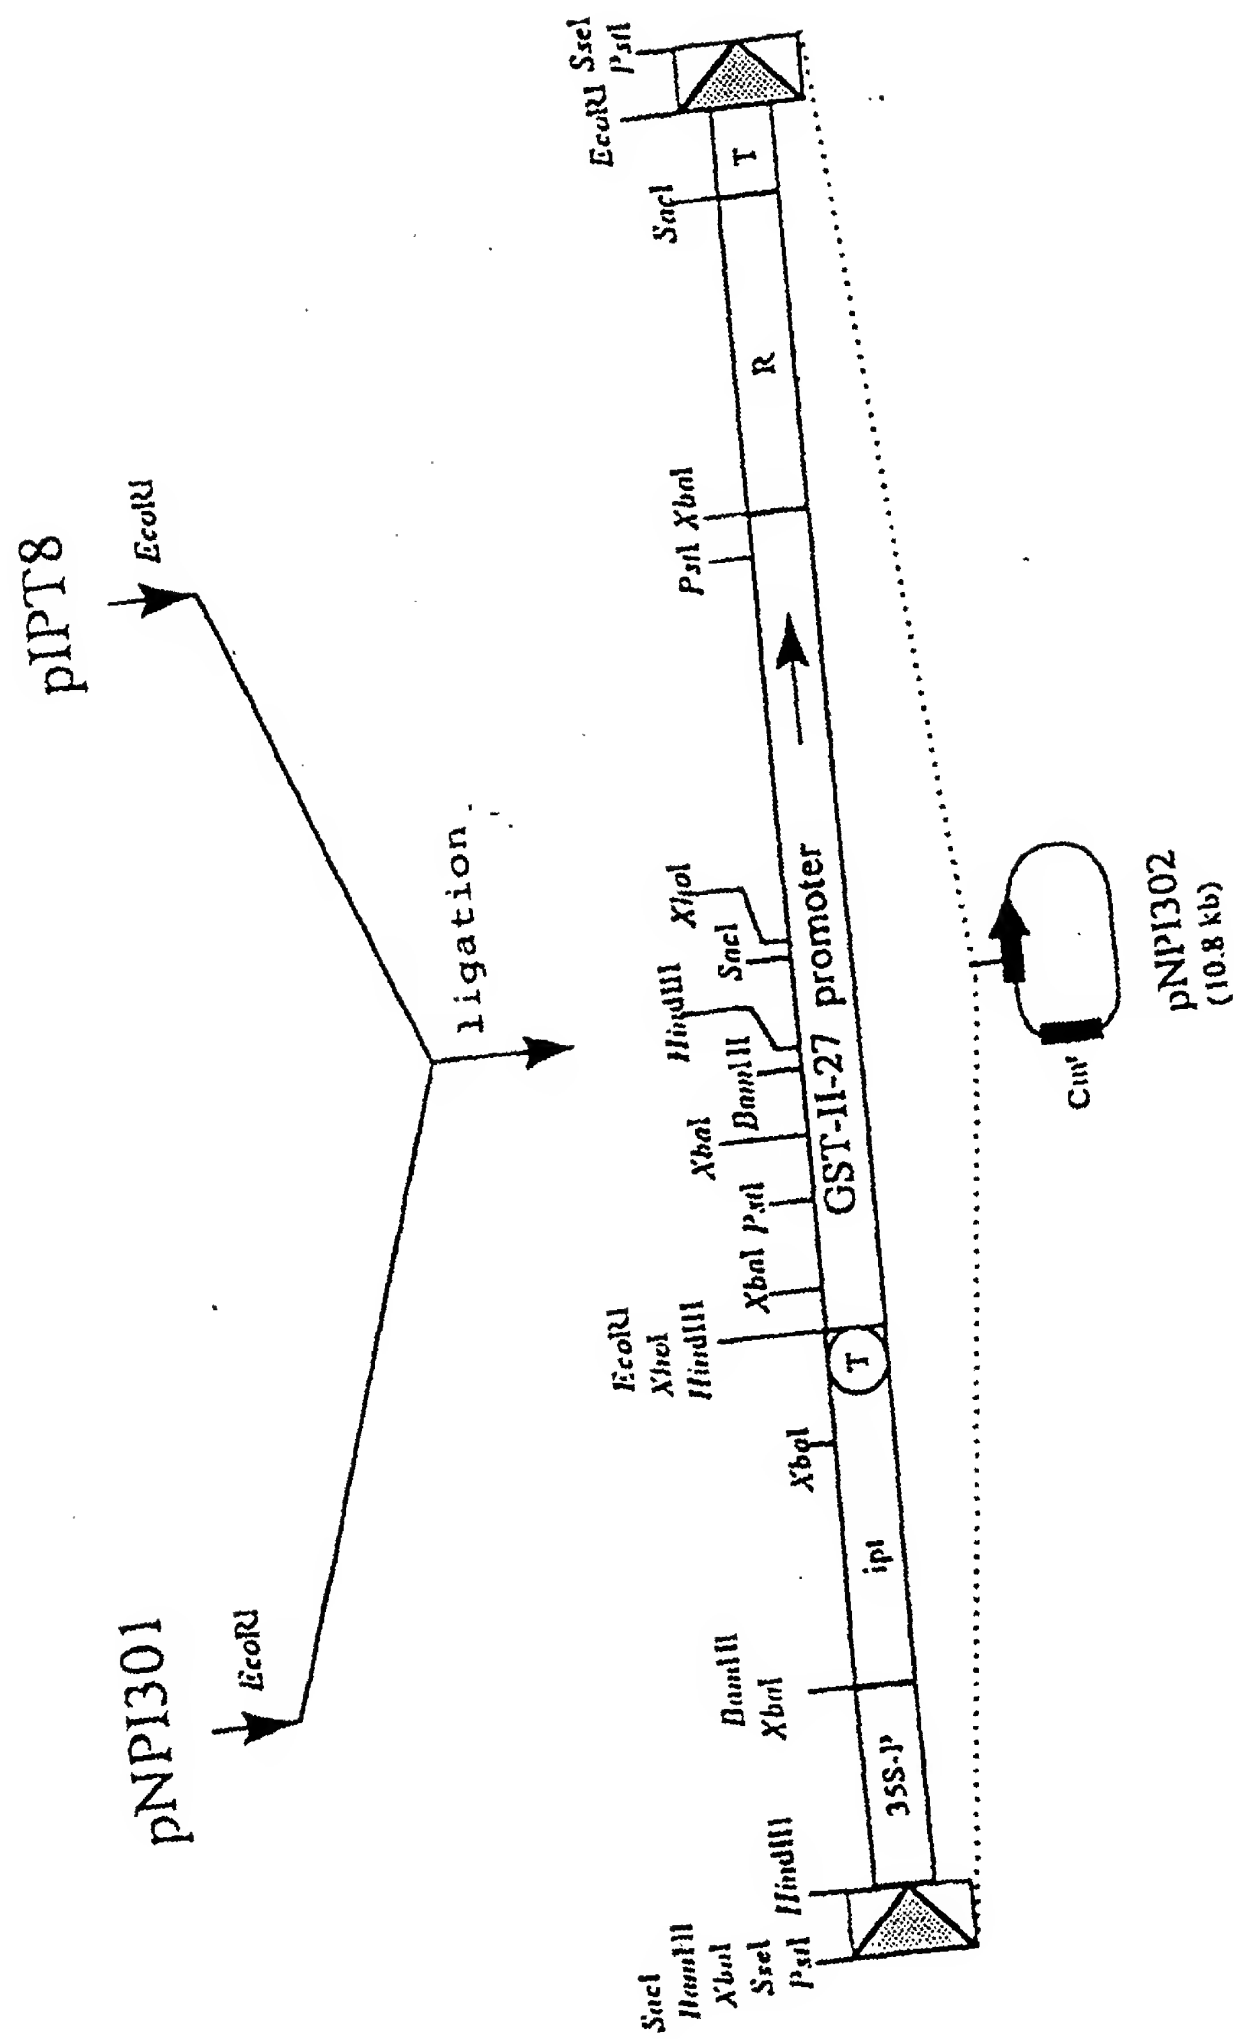 pNPI301
EcoRI
pIPT8
EcoRI
ligation
SacI
BamHI
XbaI
SseI
PstI
HindIII
BamHI
XbaI
XbaI
EcoRI
XhoI
HindIII
XbaI
PstI
XbaI
BamHI
HindIII
SacI
XhoI
PstI
XbaI
SacI
EcoRI
SseI
PstI
35S-P
ipt
T
GST-II-27 promoter
R
T
Cmr
pNPI302
(10.8 kb)